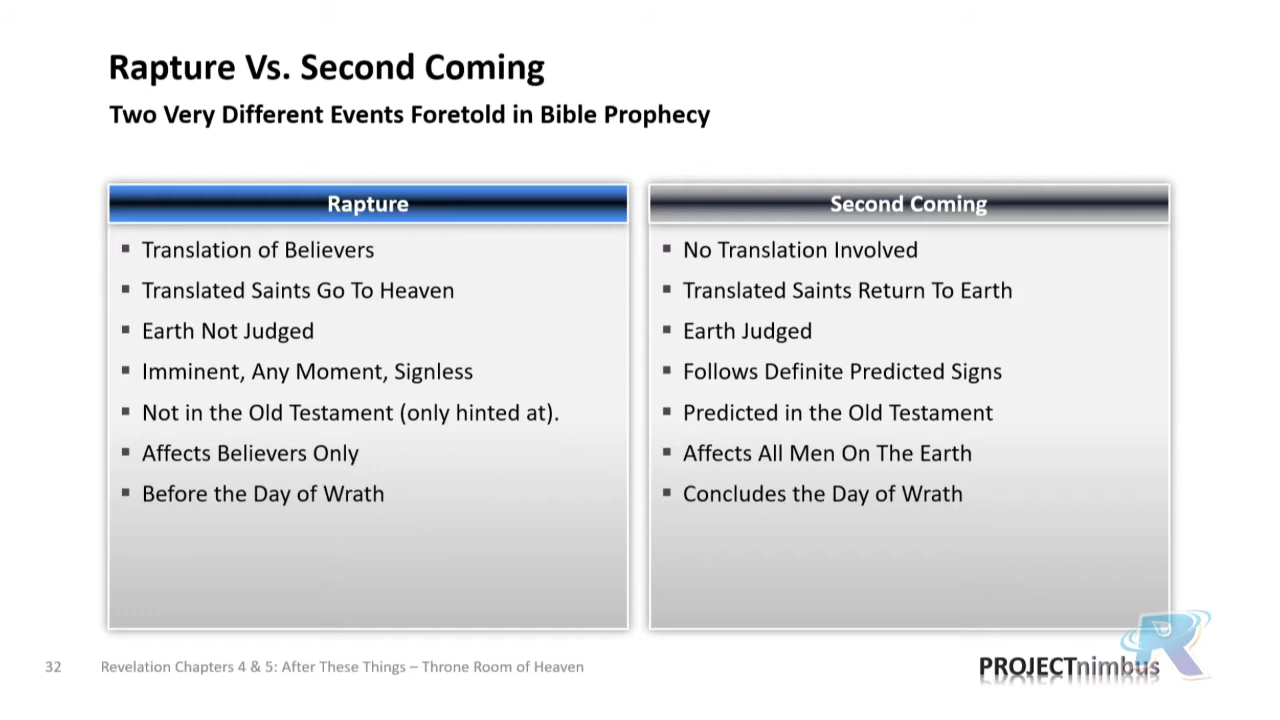 Rapture Vs. Second Coming
Two Very Different Events Foretold in Bible Prophecy
Rapture
▪ Translation of Believers
▪ Translated Saints Go To Heaven
▪ Earth Not Judged
▪ Imminent, Any Moment, Signless
▪ Not in the Old Testament (only hinted at).
▪ Affects Believers Only
▪ Before the Day of Wrath
Second Coming
▪ No Translation Involved
▪ Translated Saints Return To Earth
▪ Earth Judged
▪ Follows Definite Predicted Signs
▪ Predicted in the Old Testament
▪ Affects All Men On The Earth
▪ Concludes the Day of Wrath
32 Revelation Chapters 4 & 5: After These Things – Throne Room of Heaven
PROJECTnimbus
R